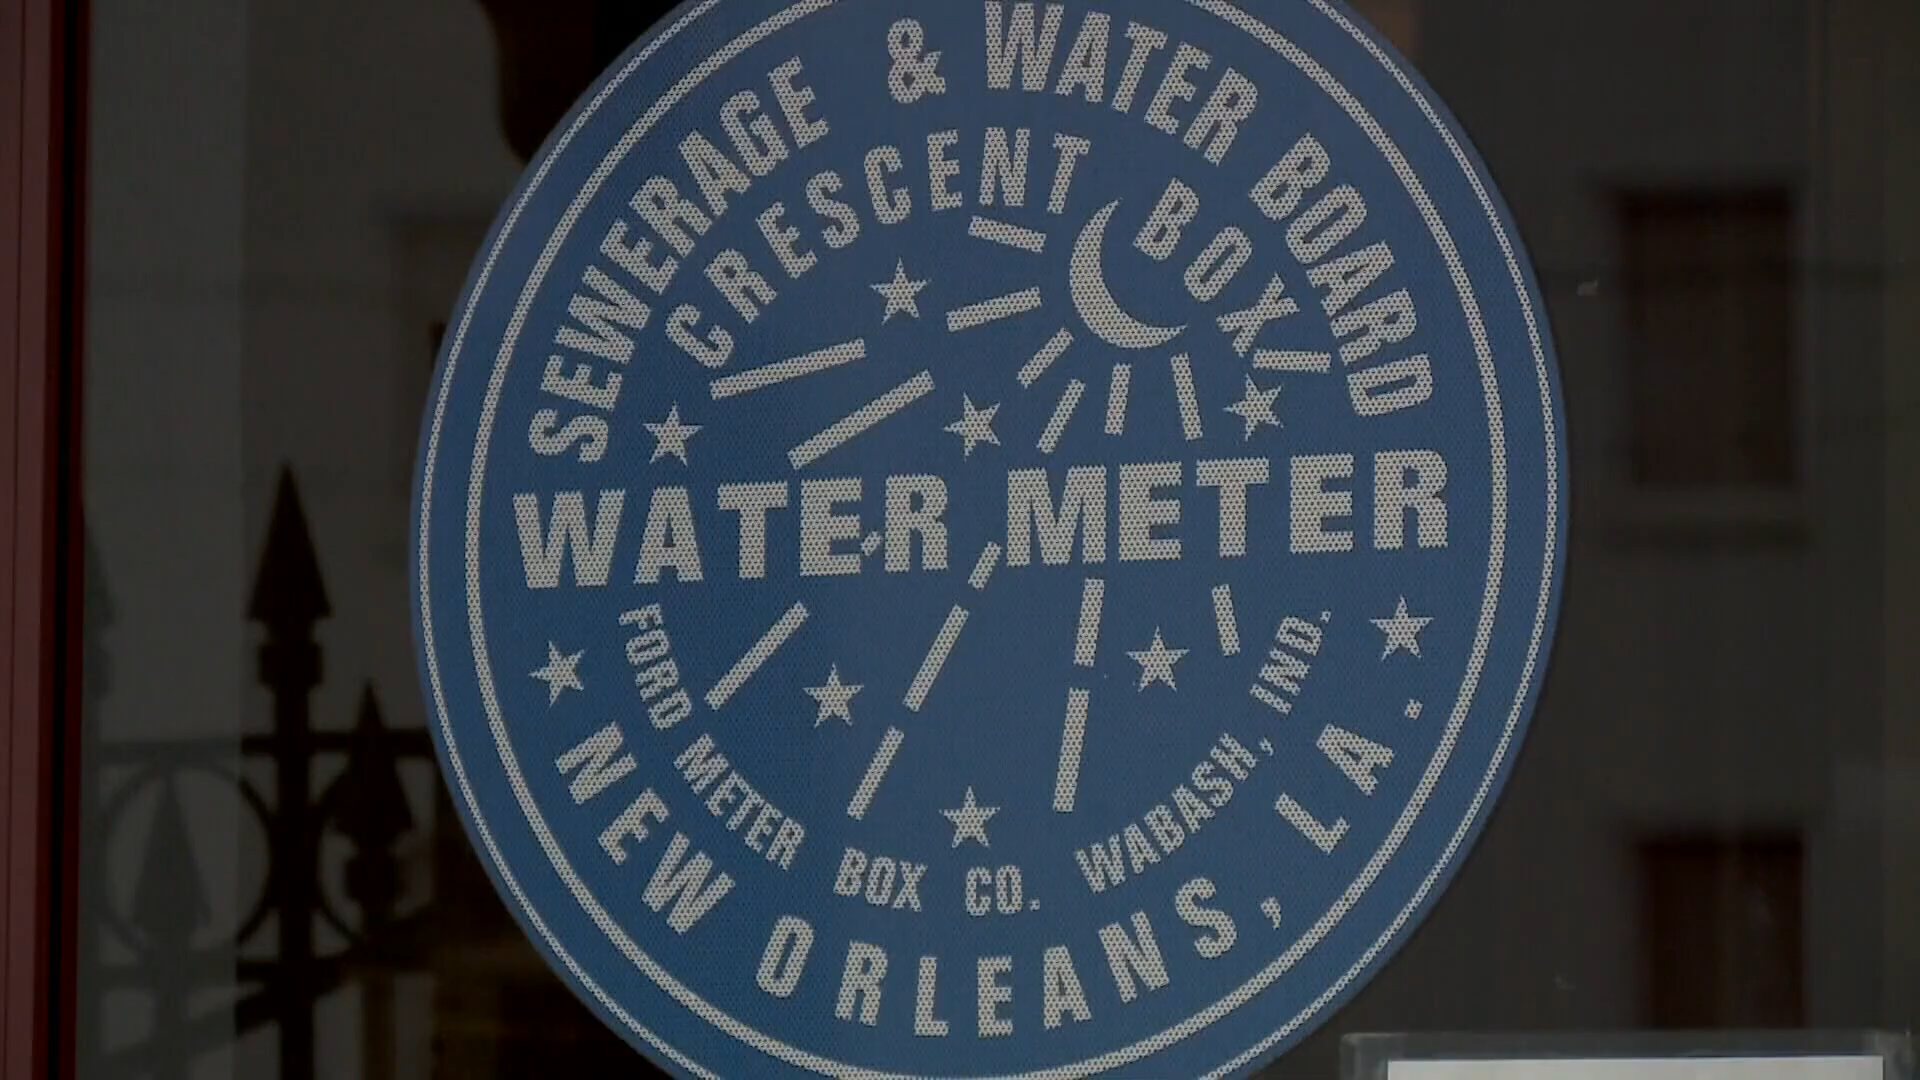 SEWERAGE & WATER BOARD
CRESCENT BOX
WATER METER
FORD METER BOX CO. WABASH, IND.
NEW ORLEANS, LA.